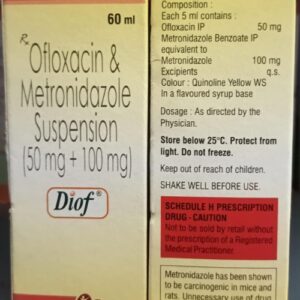 60 ml
Rx
Ofloxacin &
Metronidazole
Suspension
(50 mg + 100 mg)
Diof®
Composition :
Each 5 ml contains :
Ofloxacin IP 50 mg
Metronidazole Benzoate IP
equivalent to
Metronidazole 100 mg
Excipients q.s.
Colour : Quinoline Yellow WS
In a flavoured syrup base
Dosage : As directed by the
Physician.
Store below 25°C. Protect from
light. Do not freeze.
Keep out of reach of children.
SHAKE WELL BEFORE USE.
SCHEDULE H PRESCRIPTION
DRUG - CAUTION
Not to be sold by retail without
the prescription of a Registered
Medical Practitioner.
Metronidazole has been shown
to be carcinogenic in mice and
rats. Unnecessary use of drug